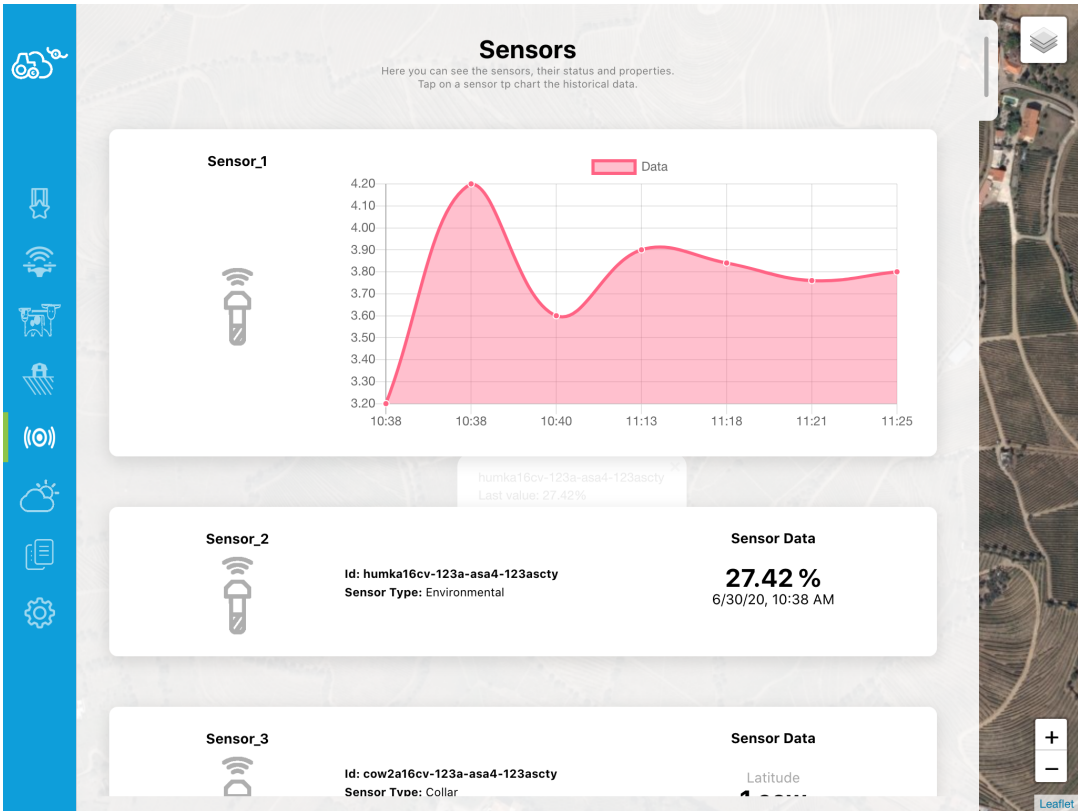 Sensors
Here you can see the sensors, their status and properties.
Tap on a sensor tp chart the historical data.
Sensor_1
Data
4.20
4.10
4.00
3.90
3.80
3.70
3.60
3.50
3.40
3.30
3.20
10:38 10:38 10:40 11:13 11:18 11:21 11:25
humka16cv-123a-asa4-123ascty
Last value: 27.42%
Sensor_2
Id: humka16cv-123a-asa4-123ascty
Sensor Type: Environmental
Sensor Data
27.42 %
6/30/20, 10:38 AM
Sensor_3
Id: cow2a16cv-123a-asa4-123ascty
Sensor Type: Collar
Sensor Data
Latitude
+
−
Leaflet